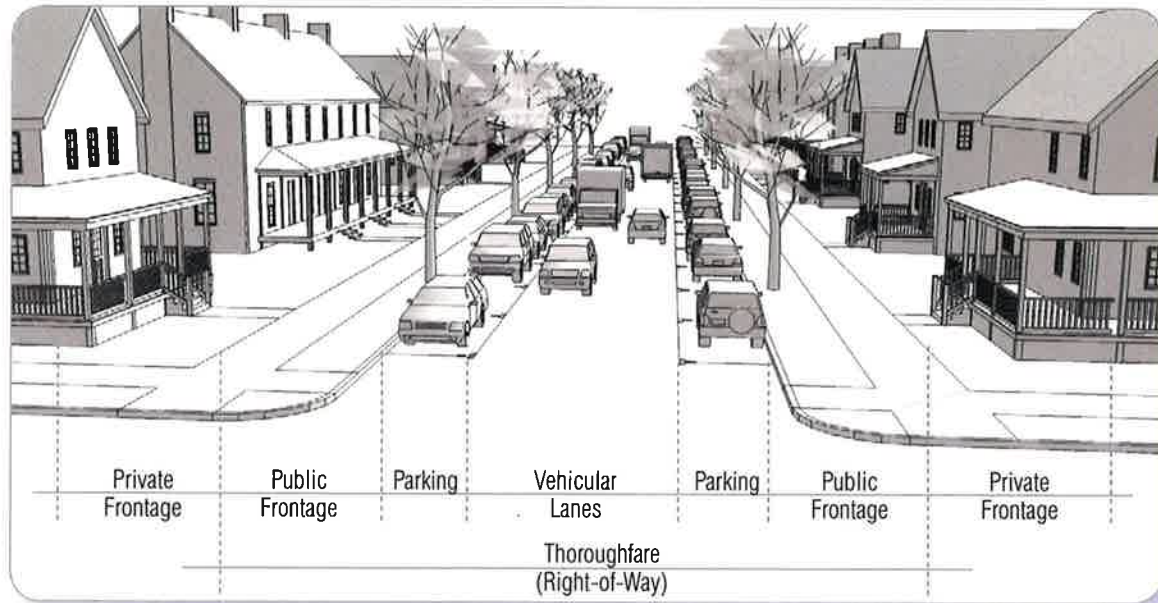 Private
Frontage
Public
Frontage
Parking
Vehicular
Lanes
Parking
Public
Frontage
Private
Frontage
Thoroughfare
(Right-of-Way)